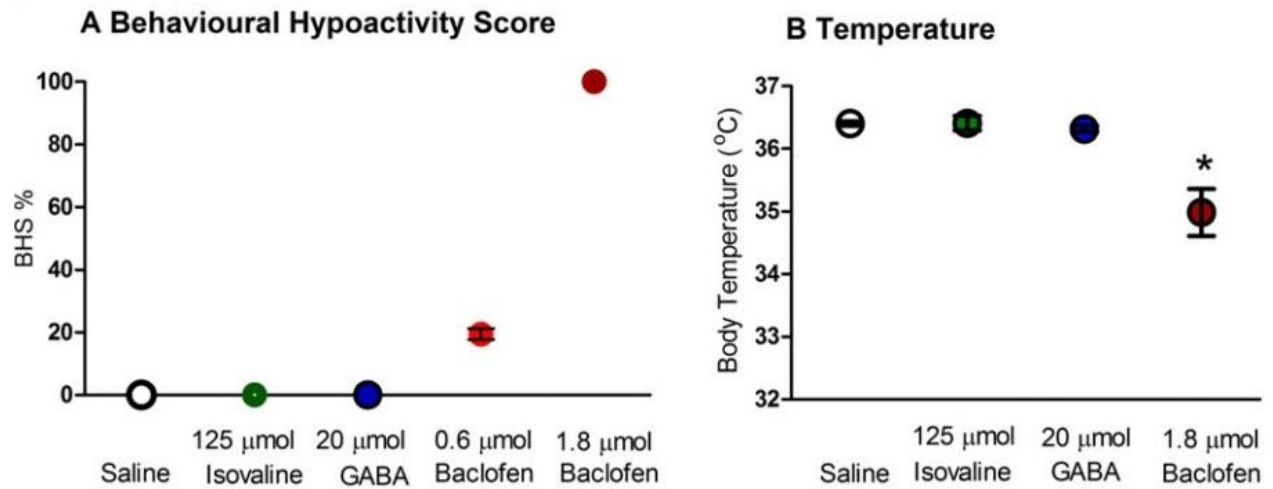 A Behavioural Hypoactivity Score
BHS %
100
80
60
40
20
0
125 μmol 20 μmol 0.6 μmol 1.8 μmol
Saline Isovaline GABA Baclofen Baclofen
B Temperature
Body Temperature (°C)
37
36
35
34
33
32
*
125 μmol 20 μmol 1.8 μmol
Saline Isovaline GABA Baclofen